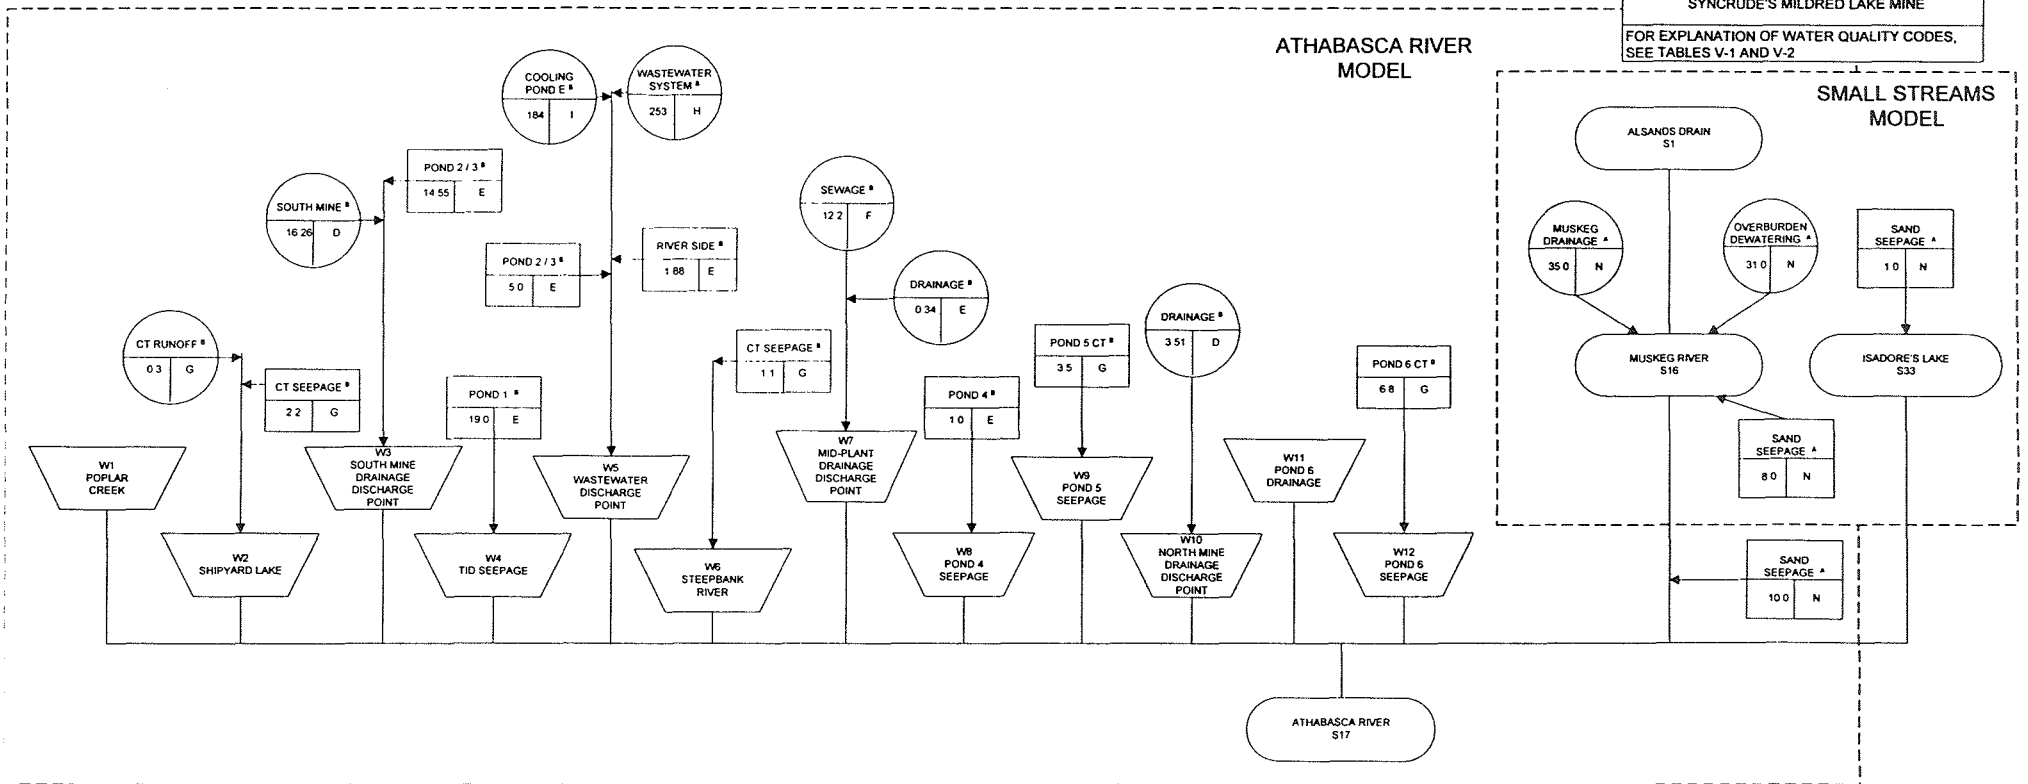 SYNCRUDE'S MILDRED LAKE MINE
FOR EXPLANATION OF WATER QUALITY CODES,
SEE TABLES V-1 AND V-2
ATHABASCA RIVER
MODEL
SMALL STREAMS
MODEL
COOLING
POND E B
184 I
WASTEWATER
SYSTEM B
253 H
POND 2 / 3 B
14 55 E
SOUTH MINE B
16 26 D
POND 2 / 3 B
5 0 E
RIVER SIDE B
1 88 E
SEWAGE B
12 2 F
DRAINAGE B
0 34 E
CT RUNOFF B
0 3 G
CT SEEPAGE B
2 2 G
POND 1 B
19 0 E
CT SEEPAGE B
1 1 G
POND 4 B
1 0 E
POND 5 CT B
3 5 G
DRAINAGE B
3 51 D
POND 6 CT B
6 8 G
ALSANDS DRAIN
S1
MUSKEG
DRAINAGE A
35 0 N
OVERBURDEN
DEWATERING A
31 0 N
SAND
SEEPAGE A
1 0 N
MUSKEG RIVER
S16
ISADORE'S LAKE
S33
SAND
SEEPAGE A
8 0 N
SAND
SEEPAGE A
10 0 N
W1
POPLAR
CREEK
W2
SHIPYARD LAKE
W3
SOUTH MINE
DRAINAGE
DISCHARGE
POINT
W4
TID SEEPAGE
W5
WASTEWATER
DISCHARGE
POINT
W6
STEEPBANK
RIVER
W7
MID-PLANT
DRAINAGE
DISCHARGE
POINT
W8
POND 4
SEEPAGE
W9
POND 5
SEEPAGE
W10
NORTH MINE
DRAINAGE
DISCHARGE
POINT
W11
POND 6
DRAINAGE
W12
POND 6
SEEPAGE
ATHABASCA RIVER
S17